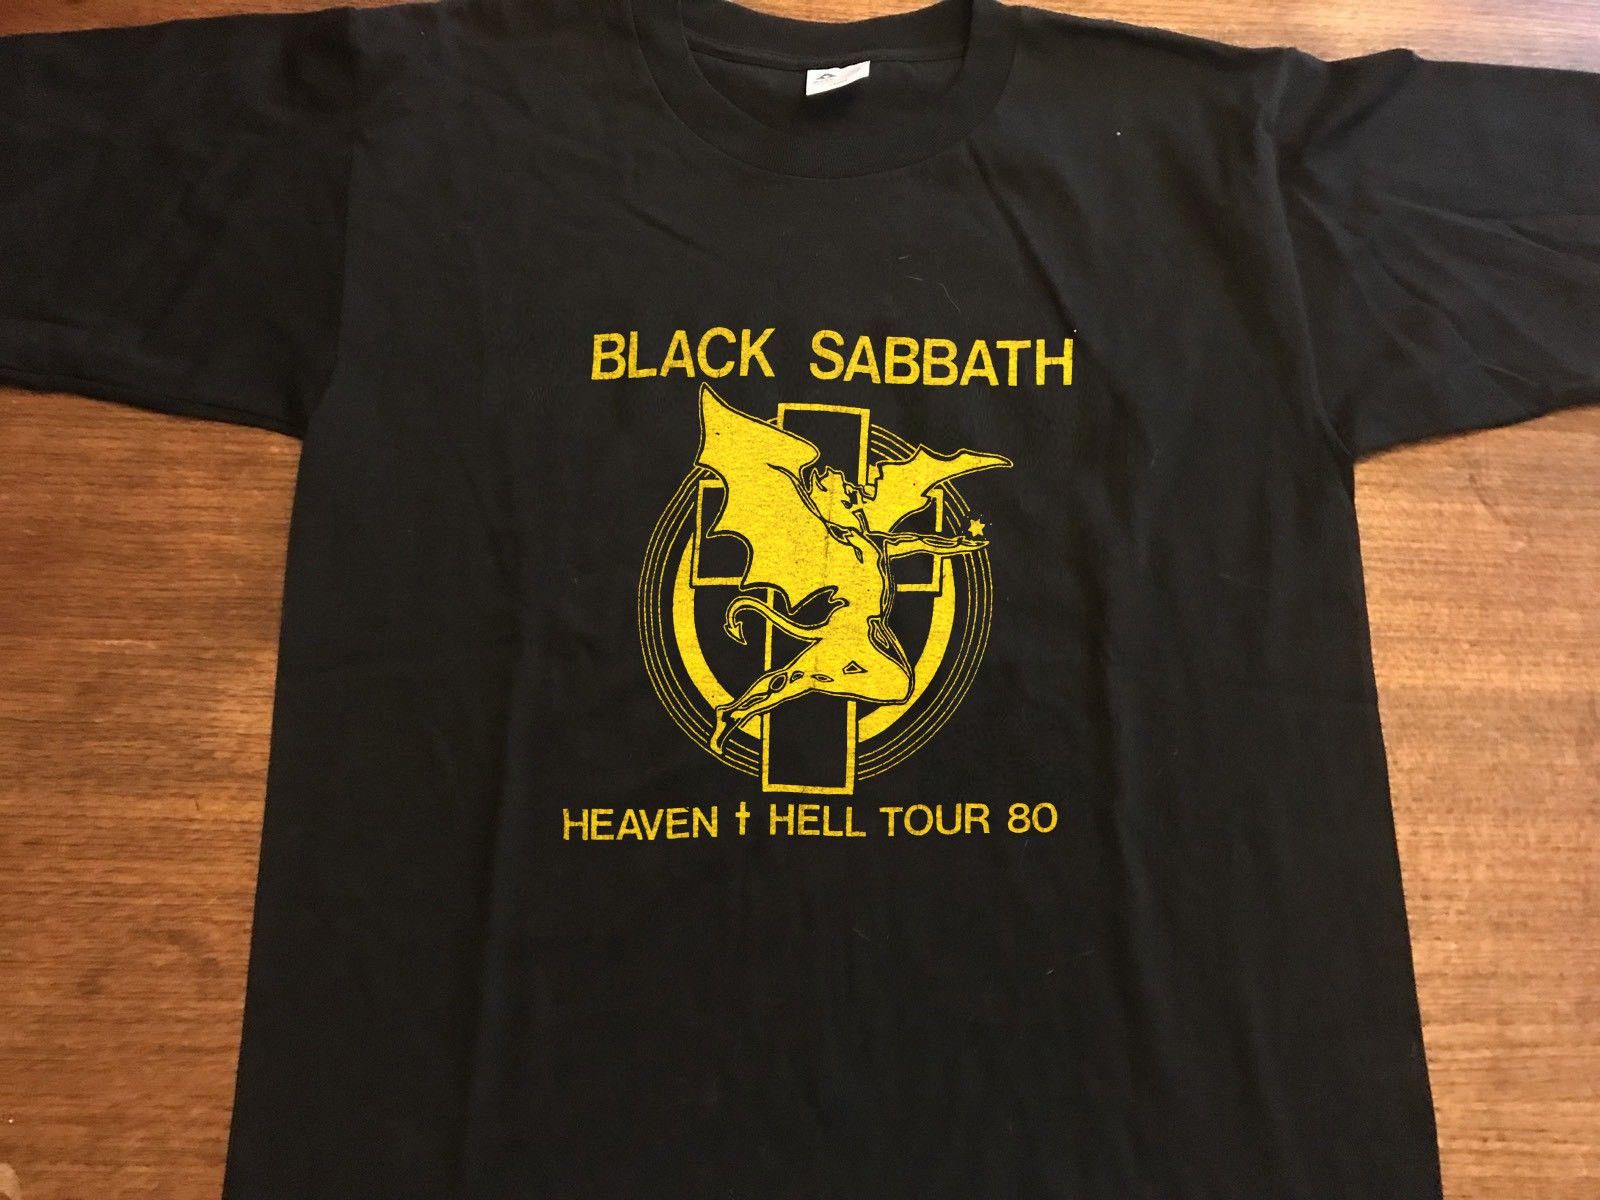 BLACK SABBATH
HEAVEN † HELL TOUR 80